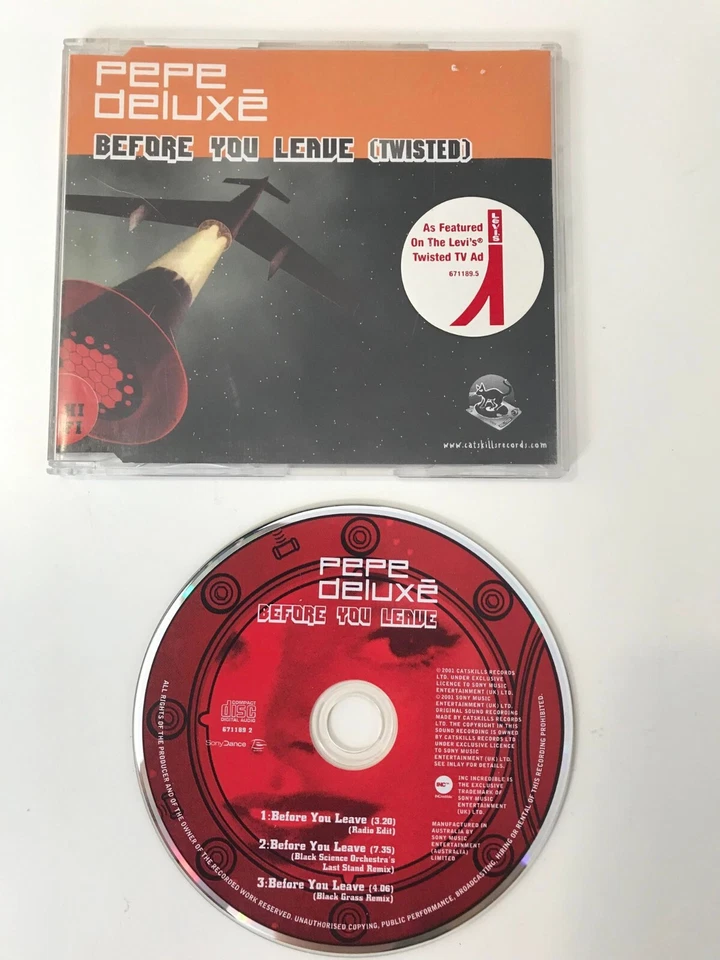 PEPE
deluxē
BEFORE YOU LEAVE (TWISTED)
As Featured
On The Levi's®
Twisted TV Ad
671189.5
Levi's
HI
FI
www.catskillsrecords.com
PEPE
deluxē
BEFORE YOU LEAVE
COMPACT
disc
DIGITAL AUDIO
671189 2
SonyDance
℗ 2001 CATSKILLS RECORDS
LTD. UNDER EXCLUSIVE
LICENCE TO SONY MUSIC
ENTERTAINMENT (UK) LTD.
© 2001 SONY MUSIC
ENTERTAINMENT (UK) LTD.
ORIGINAL SOUND RECORDING
MADE BY CATSKILLS RECORDS
LTD. THE COPYRIGHT IN THIS
SOUND RECORDING IS OWNED
BY CATSKILLS RECORDS LTD
UNDER EXCLUSIVE LICENCE
TO SONY MUSIC
ENTERTAINMENT (UK) LTD.
SEE INLAY FOR DETAILS.
INC
INC INCREDIBLE IS
THE EXCLUSIVE
TRADEMARK OF
SONY MUSIC
ENTERTAINMENT
(UK) LTD.
MANUFACTURED IN
AUSTRALIA BY
SONY MUSIC
ENTERTAINMENT
(AUSTRALIA)
LIMITED
1:Before You Leave (3.20)
(Radio Edit)
2:Before You Leave (7.35)
(Black Science Orchestra's
Last Stand Remix)
3:Before You Leave (4.06)
(Black Grass Remix)
ALL RIGHTS OF THE PRODUCER AND OF THE OWNER OF THE RECORDED WORK RESERVED. UNAUTHORISED COPYING, PUBLIC PERFORMANCE, BROADCASTING, HIRING OR RENTAL OF THIS RECORDING PROHIBITED.